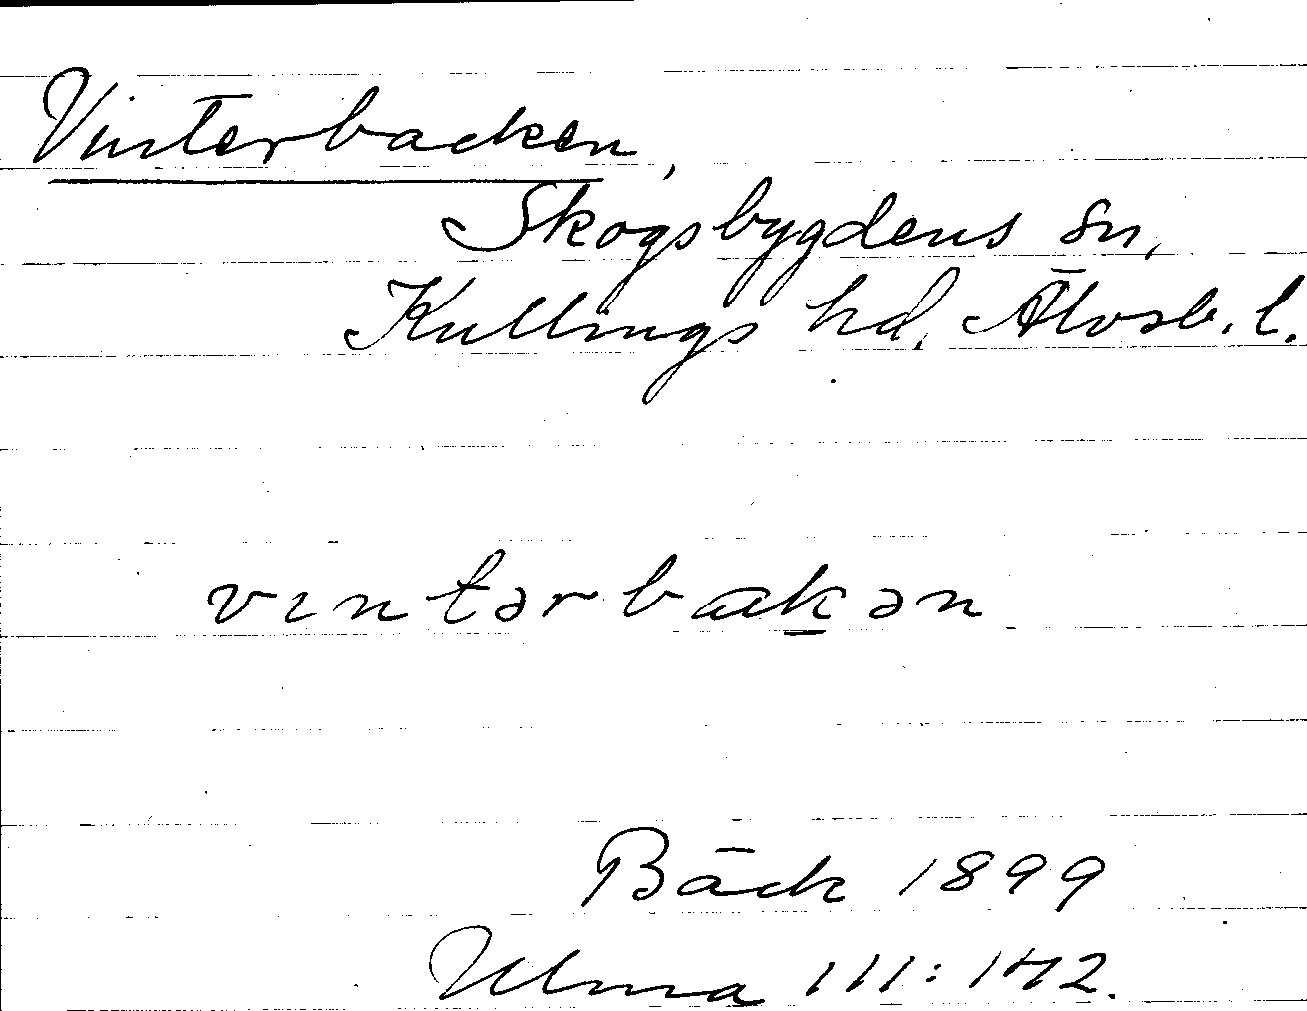 Vinterbacken,
Skogsbygdens sn,
Kullings hd, Älvsb. l.
vintərbakən
Bäck 1899
Ulma 111:142.